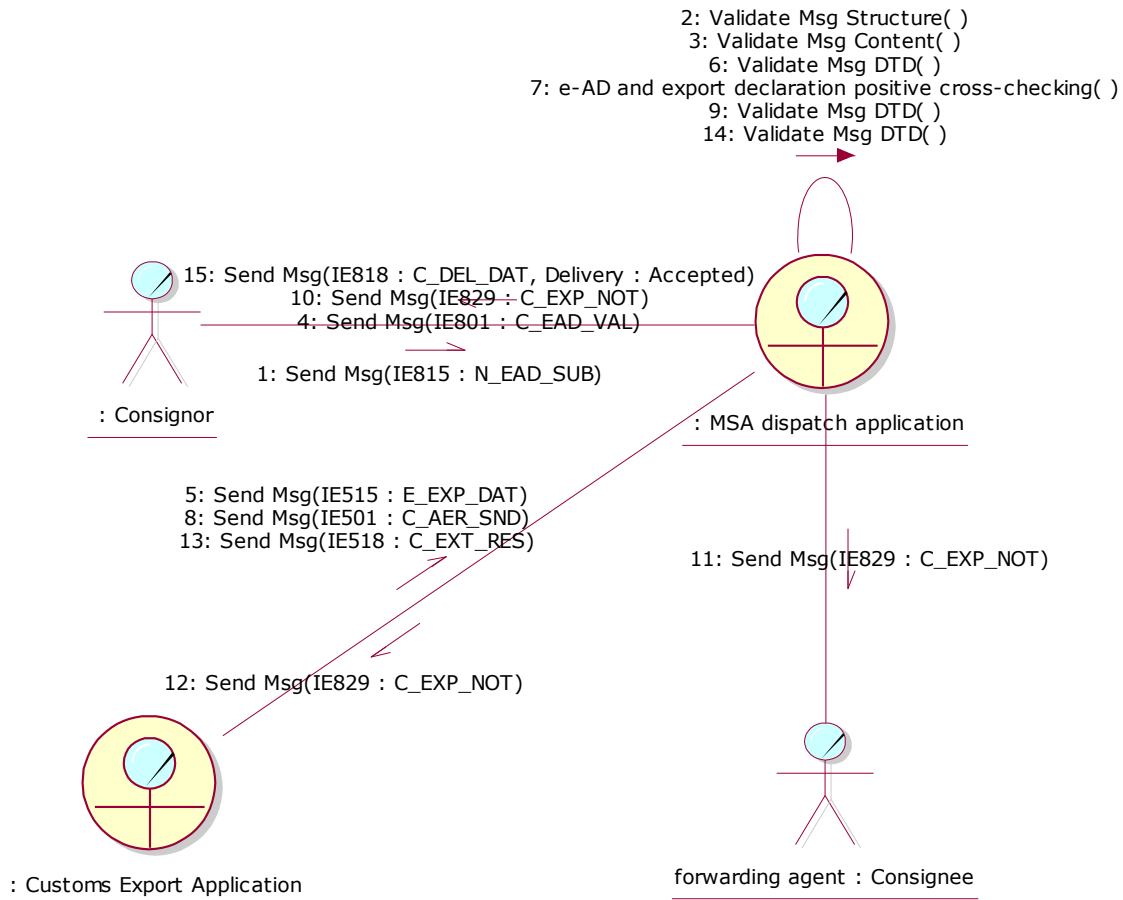 2: Validate Msg Structure( )
3: Validate Msg Content( )
6: Validate Msg DTD( )
7: e-AD and export declaration positive cross-checking( )
9: Validate Msg DTD( )
14: Validate Msg DTD( )
15: Send Msg(IE818 : C_DEL_DAT, Delivery : Accepted)
10: Send Msg(IE829 : C_EXP_NOT)
4: Send Msg(IE801 : C_EAD_VAL)
1: Send Msg(IE815 : N_EAD_SUB)
: Consignor
: MSA dispatch application
5: Send Msg(IE515 : E_EXP_DAT)
8: Send Msg(IE501 : C_AER_SND)
13: Send Msg(IE518 : C_EXT_RES)
11: Send Msg(IE829 : C_EXP_NOT)
12: Send Msg(IE829 : C_EXP_NOT)
: Customs Export Application
forwarding agent : Consignee